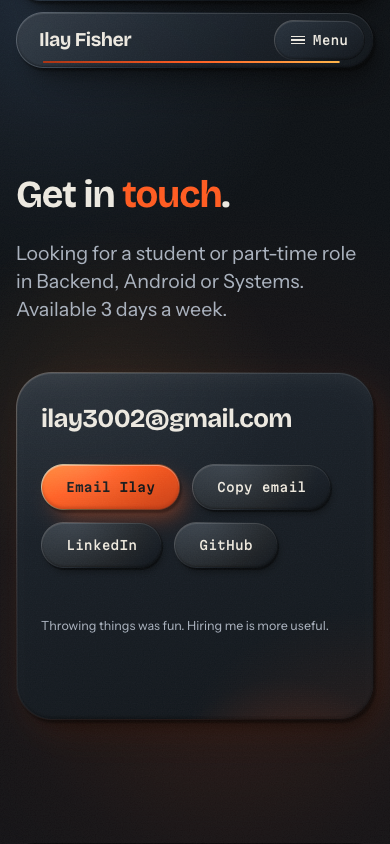 Ilay Fisher
Menu
Get in touch.
Looking for a student or part-time role
in Backend, Android or Systems.
Available 3 days a week.
ilay3002@gmail.com
Email Ilay
Copy email
LinkedIn
GitHub
Throwing things was fun. Hiring me is more useful.